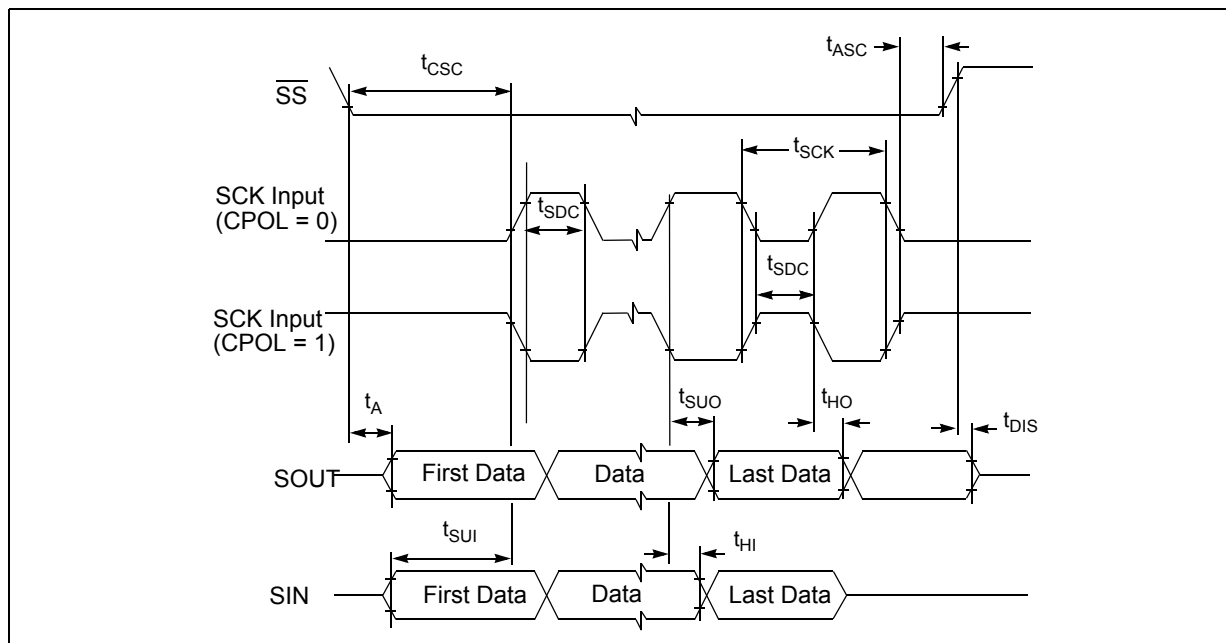 tASC
tCSC
SS
tSCK
SCK Input
(CPOL = 0)
tSDC
tSDC
SCK Input
(CPOL = 1)
tA
tSUO
tHO
tDIS
SOUT
First Data
Data
Last Data
tSUI
tHI
SIN
First Data
Data
Last Data